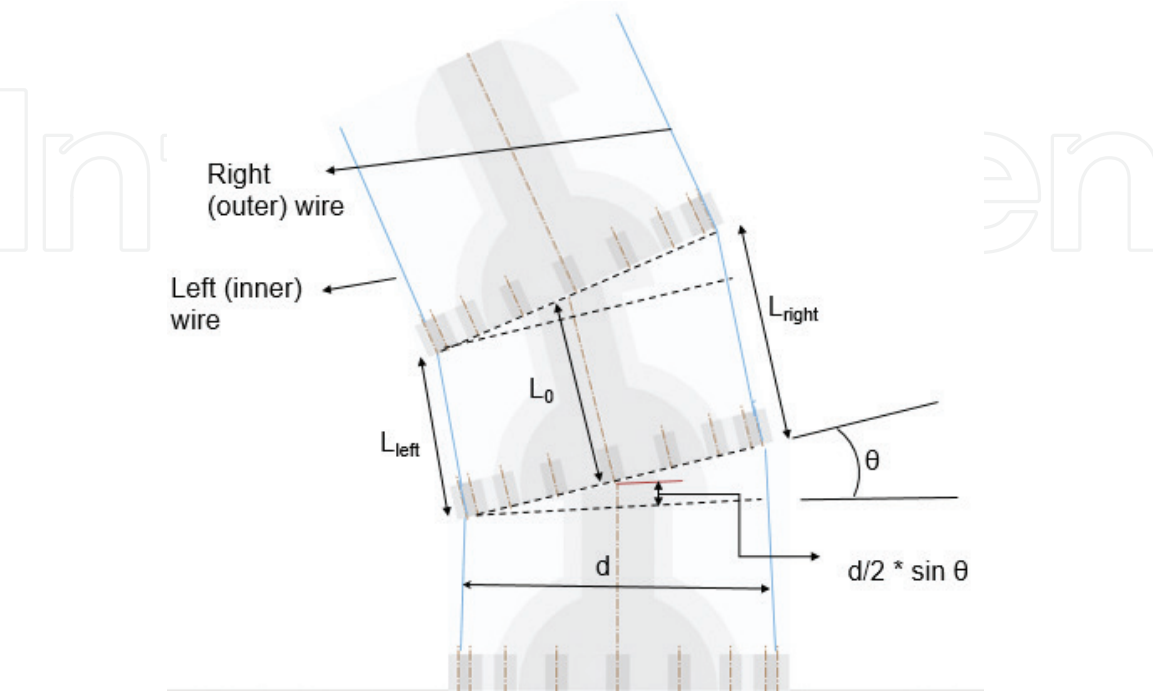 Right
(outer) wire
Left (inner)
wire
Lright
L0
Lleft
θ
d
d/2 * sin θ